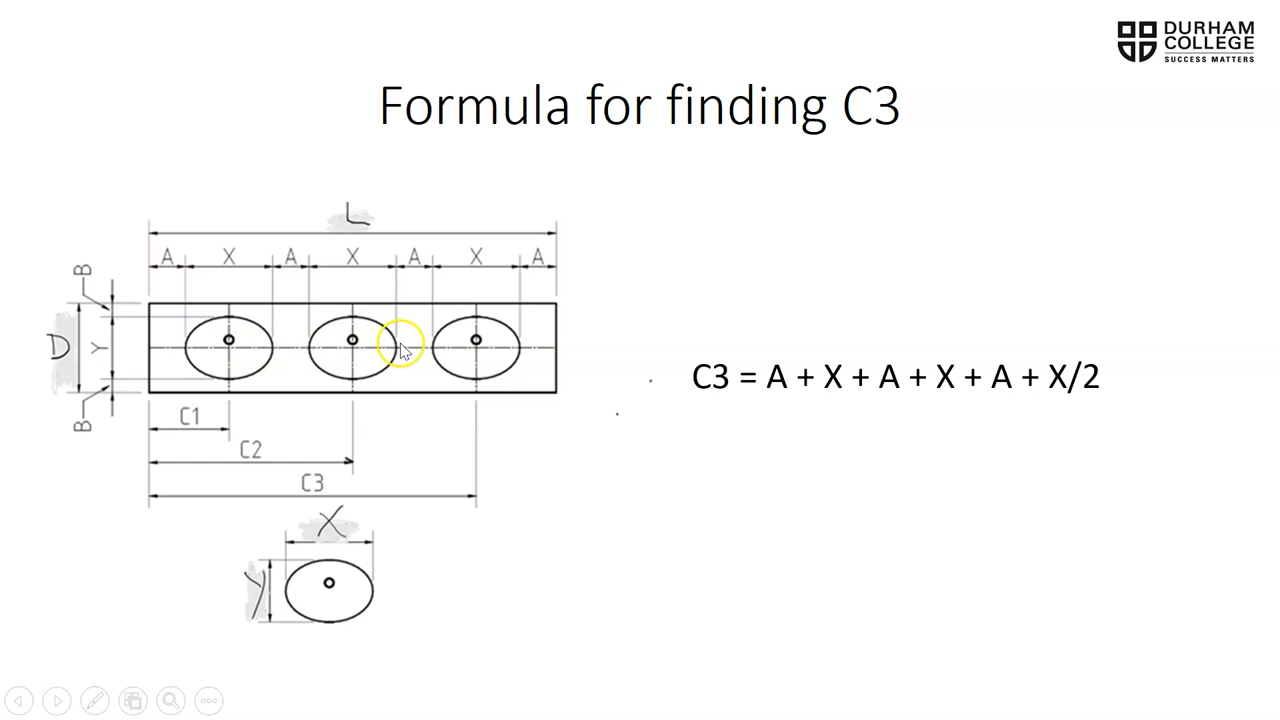 DURHAM
COLLEGE
SUCCESS MATTERS
Formula for finding C3
L
A X A X A X A
B
D
Y
B
C3 = A + X + A + X + A + X/2
C1
C2
C3
X
Y